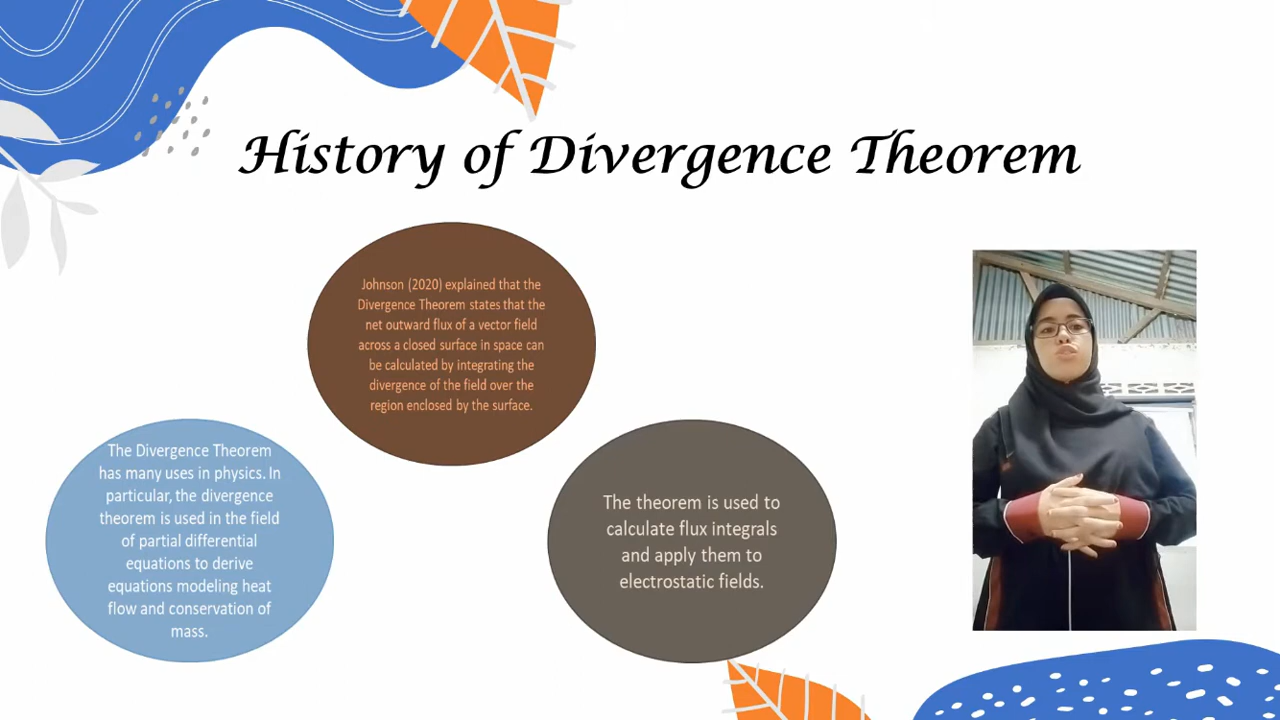 History of Divergence Theorem
Johnson (2020) explained that the
Divergence Theorem states that the
net outward flux of a vector field
across a closed surface in space can
be calculated by integrating the
divergence of the field over the
region enclosed by the surface.
The Divergence Theorem
has many uses in physics. In
particular, the divergence
theorem is used in the field
of partial differential
equations to derive
equations modeling heat
flow and conservation of
mass.
The theorem is used to
calculate flux integrals
and apply them to
electrostatic fields.